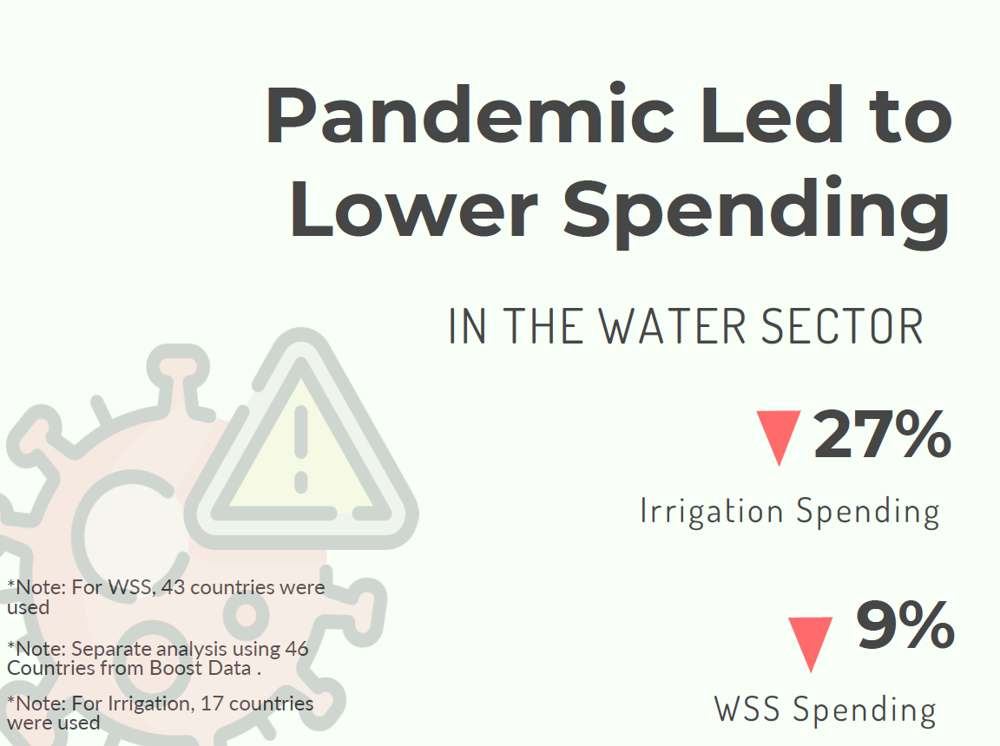 Pandemic Led to
Lower Spending
IN THE WATER SECTOR
27%
Irrigation Spending
9%
WSS Spending
*Note: For WSS, 43 countries were
used
*Note: Separate analysis using 46
Countries from Boost Data .
*Note: For Irrigation, 17 countries
were used